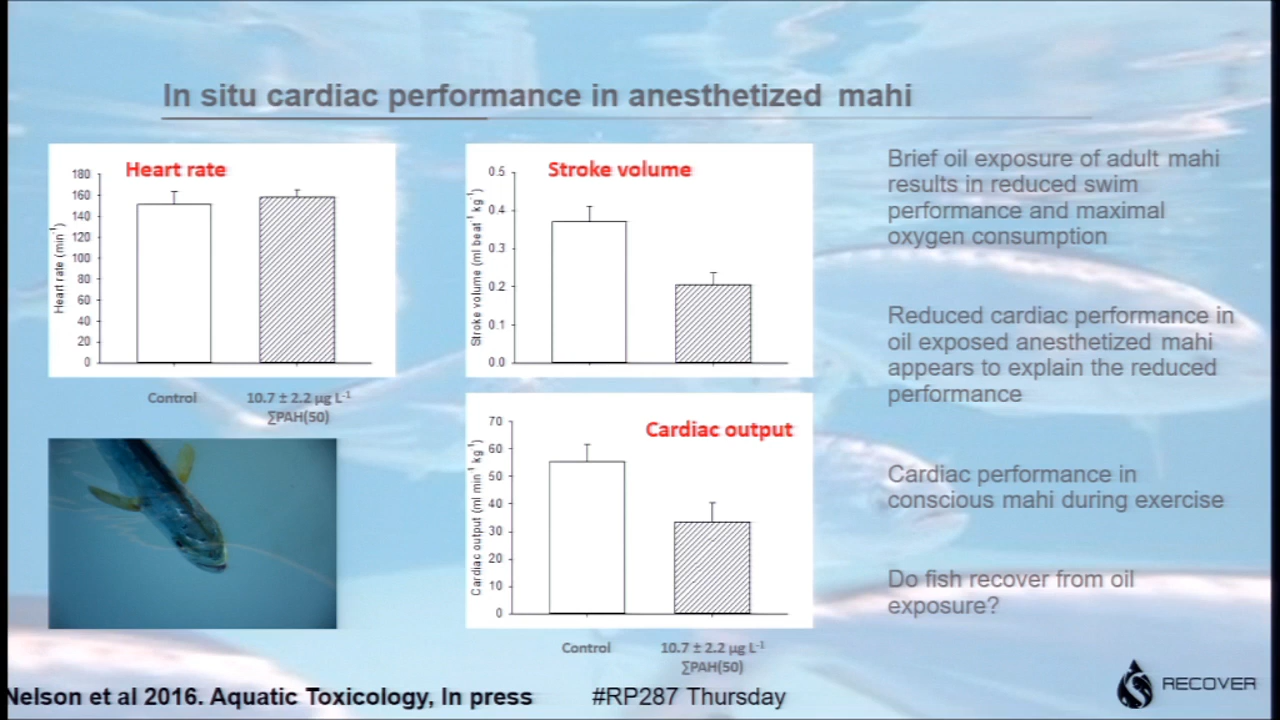 In situ cardiac performance in anesthetized mahi
Heart rate
180
160
140
120
100
80
60
40
20
0
Heart rate (min⁻¹)
Control
10.7 ± 2.2 µg L⁻¹
∑PAH(50)
Stroke volume
0.5
0.4
0.3
0.2
0.1
0.0
Stroke volume (ml beat⁻¹ kg⁻¹)
Cardiac output
70
60
50
40
30
20
10
0
Cardiac output (ml min⁻¹ kg⁻¹)
Control
10.7 ± 2.2 µg L⁻¹
∑PAH(50)
Brief oil exposure of adult mahi
results in reduced swim
performance and maximal
oxygen consumption
Reduced cardiac performance in
oil exposed anesthetized mahi
appears to explain the reduced
performance
Cardiac performance in
conscious mahi during exercise
Do fish recover from oil
exposure?
Nelson et al 2016. Aquatic Toxicology, In press
#RP287 Thursday
RECOVER